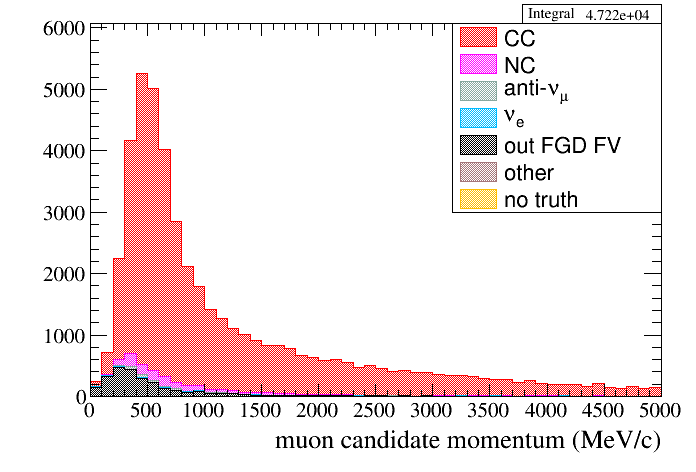 Integral 4.722e+04
CC
NC
anti-νμ
νe
out FGD FV
other
no truth
6000
5000
4000
3000
2000
1000
0
0 500 1000 1500 2000 2500 3000 3500 4000 4500 5000
muon candidate momentum (MeV/c)